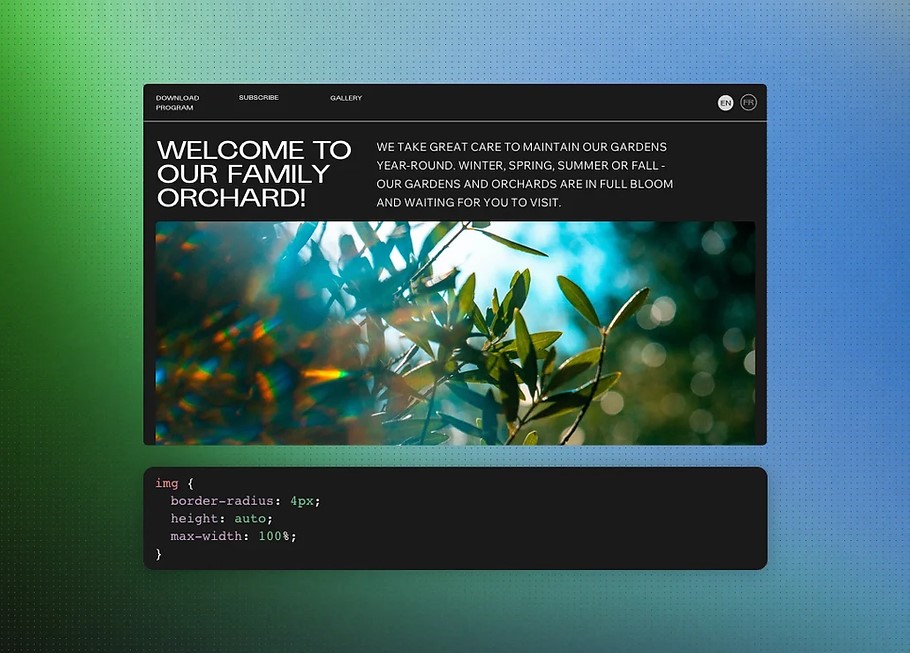 DOWNLOAD
PROGRAM
SUBSCRIBE
GALLERY
EN
FR
WELCOME TO
OUR FAMILY
ORCHARD!
WE TAKE GREAT CARE TO MAINTAIN OUR GARDENS
YEAR-ROUND. WINTER, SPRING, SUMMER OR FALL -
OUR GARDENS AND ORCHARDS ARE IN FULL BLOOM
AND WAITING FOR YOU TO VISIT.
img {
  border-radius: 4px;
  height: auto;
  max-width: 100%;
}